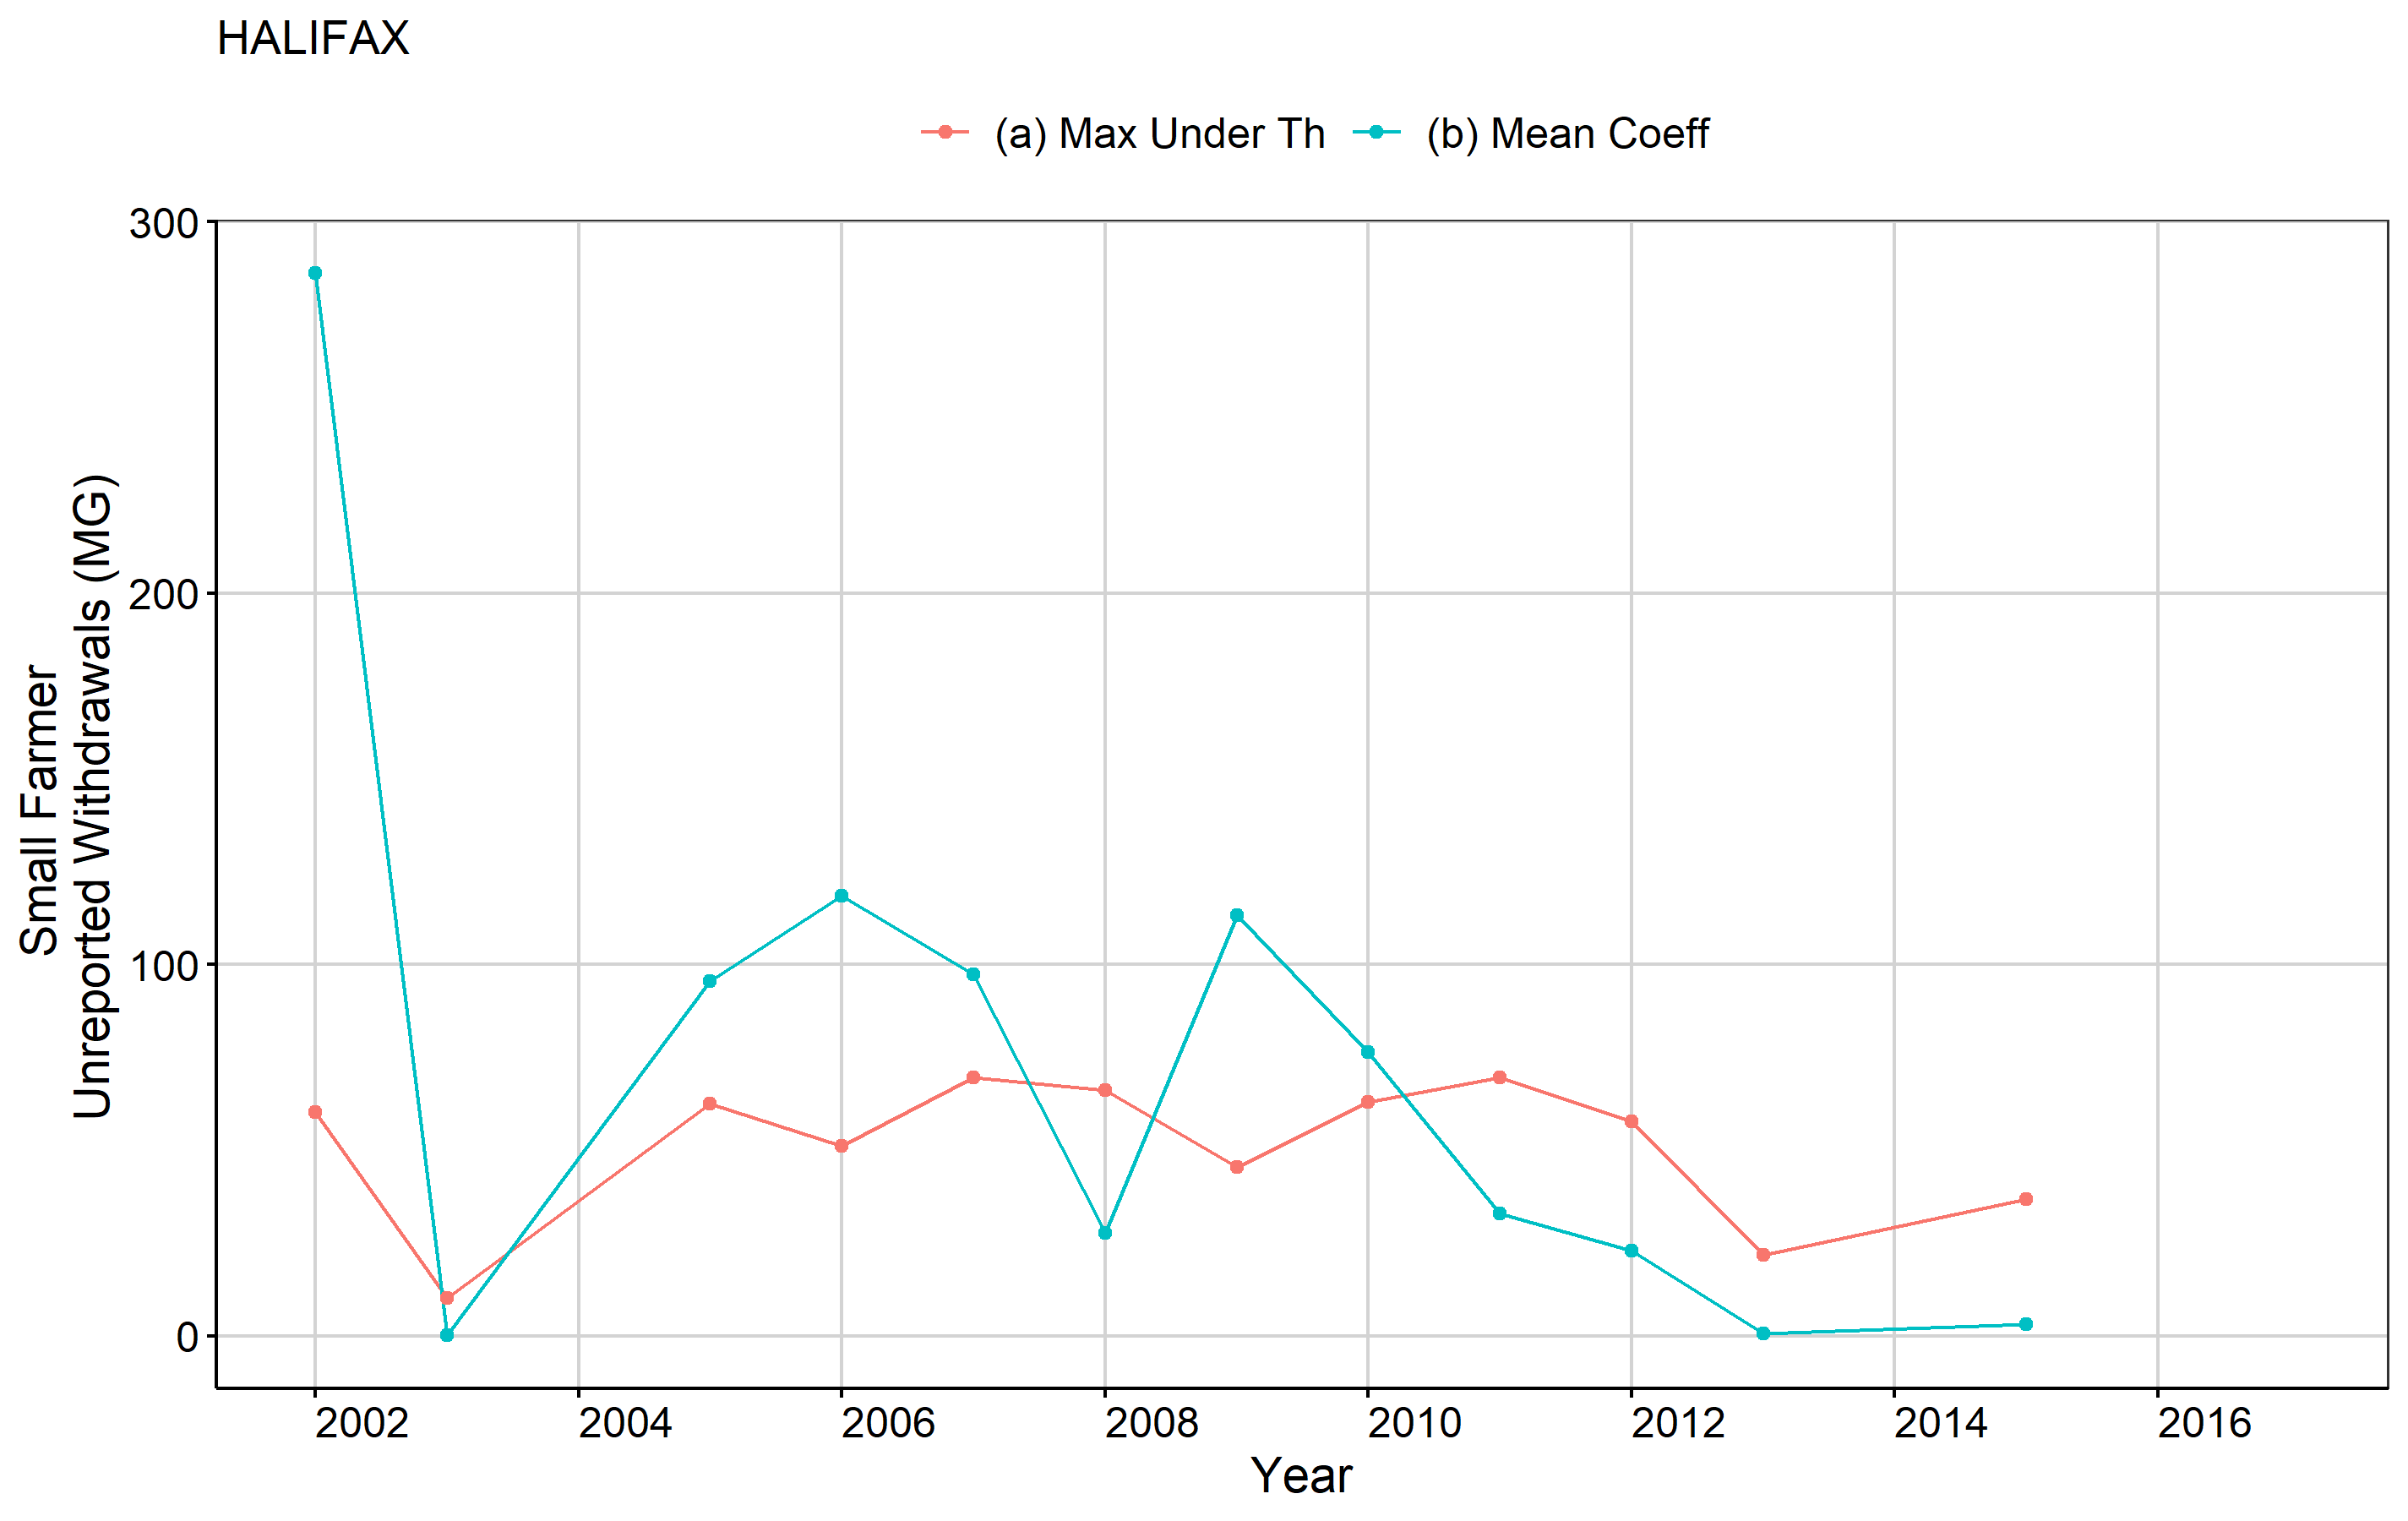 HALIFAX
(a) Max Under Th (b) Mean Coeff
Small Farmer
Unreported Withdrawals (MG)
300
200
100
0
2002 2004 2006 2008 2010 2012 2014 2016
Year